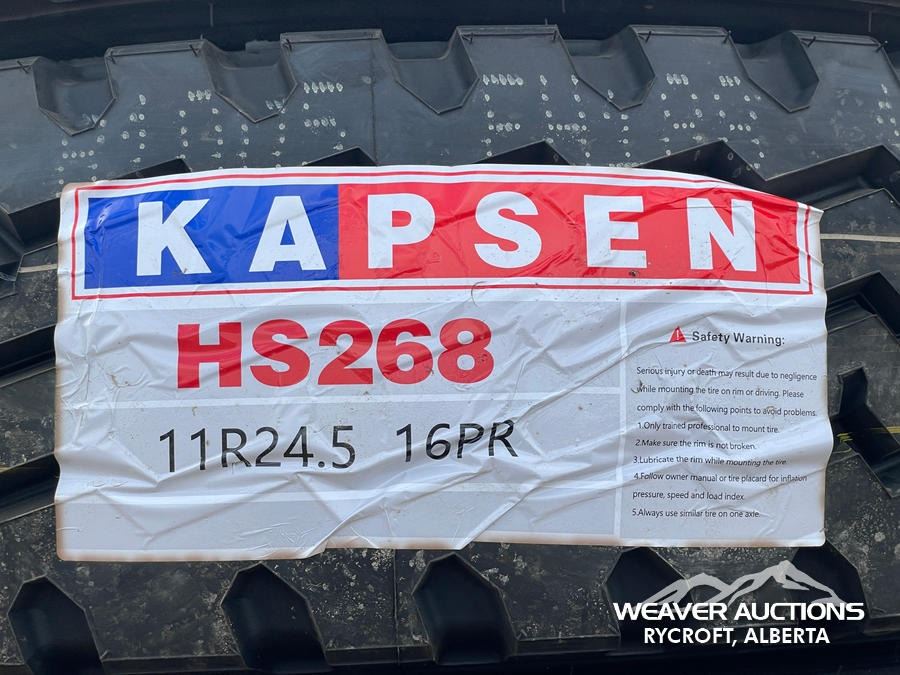 KAPSEN
HS268
11R24.5 16PR
Safety Warning:
Serious injury or death may result due to negligence
while mounting the tire on rim or driving. Please
comply with the following points to avoid problems.
1.Only trained professional to mount tire.
2.Make sure the rim is not broken.
3.Lubricate the rim while mounting the tire.
4.Follow owner manual or tire placard for inflation
pressure, speed and load index.
5.Always use similar tire on one axle.
WEAVER AUCTIONS
RYCROFT, ALBERTA